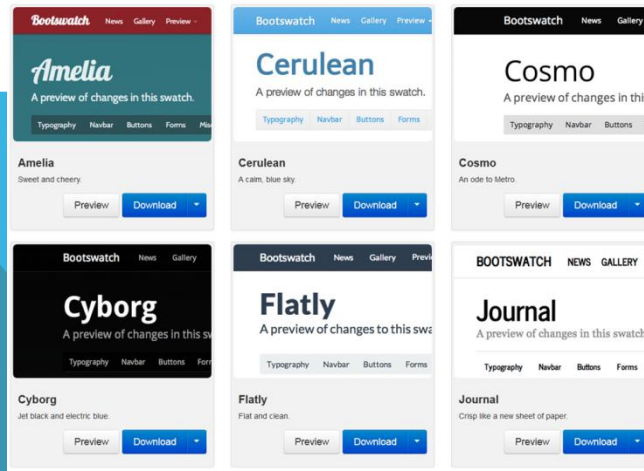 Bootswatch News Gallery Preview
Amelia
A preview of changes in this swatch.
Typography Navbar Buttons Forms
Amelia
Sweet and cheery.
Preview Download
Bootswatch News Gallery Preview
Cerulean
A preview of changes in this swatch.
Typography Navbar Buttons Forms
Cerulean
A calm, blue sky.
Preview Download
Bootswatch News Gallery
Cosmo
A preview of changes in
Typography Navbar Buttons
Cosmo
An ode to Metro.
Preview Download
Bootswatch News Gallery
Cyborg
A preview of changes in this
Typography Navbar Buttons
Cyborg
Jet black and electric blue.
Preview Download
Bootswatch News Gallery
Flatly
A preview of changes to this
Typography Navbar Buttons Forms
Flatly
Flat and clean.
Preview Download
BOOTSWATCH NEWS GALLERY
Journal
A preview of changes in this swatch
Typography Navbar Buttons Forms
Journal
Crisp like a new sheet of paper.
Preview Download